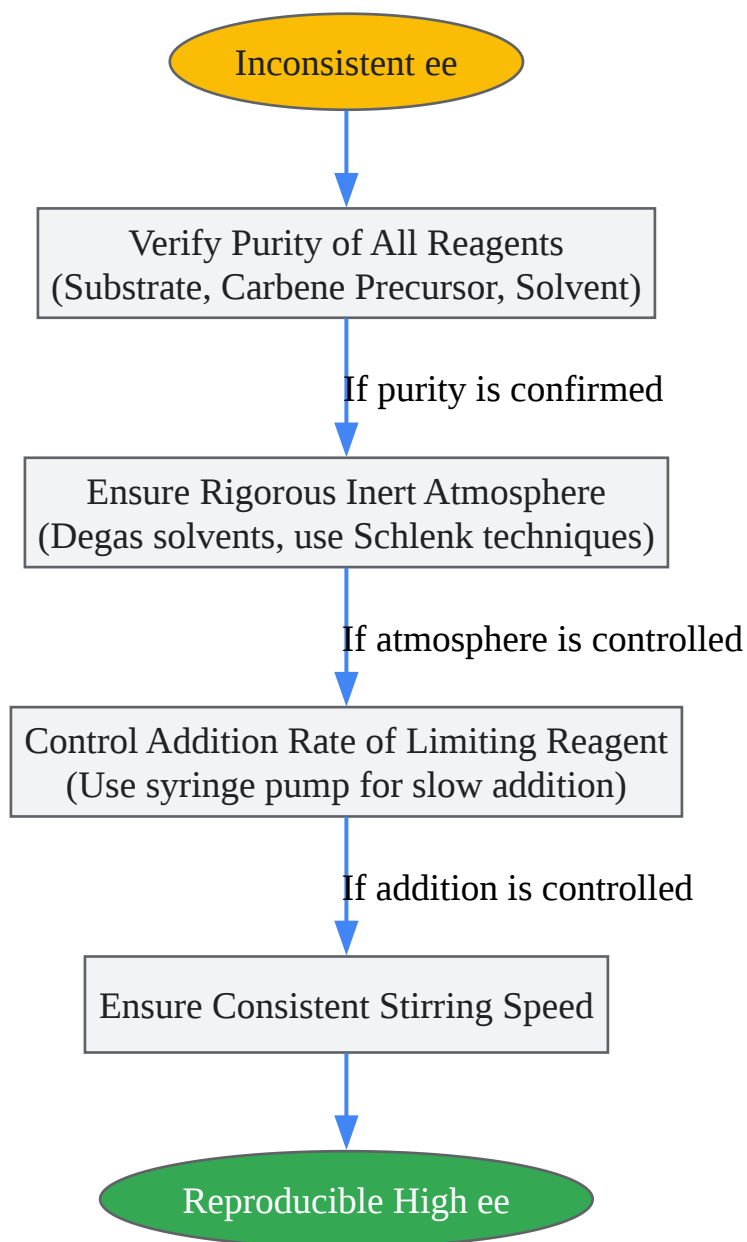 Inconsistent ee
Verify Purity of All Reagents
(Substrate, Carbene Precursor, Solvent)
If purity is confirmed
Ensure Rigorous Inert Atmosphere
(Degas solvents, use Schlenk techniques)
If atmosphere is controlled
Control Addition Rate of Limiting Reagent
(Use syringe pump for slow addition)
If addition is controlled
Ensure Consistent Stirring Speed
Reproducible High ee